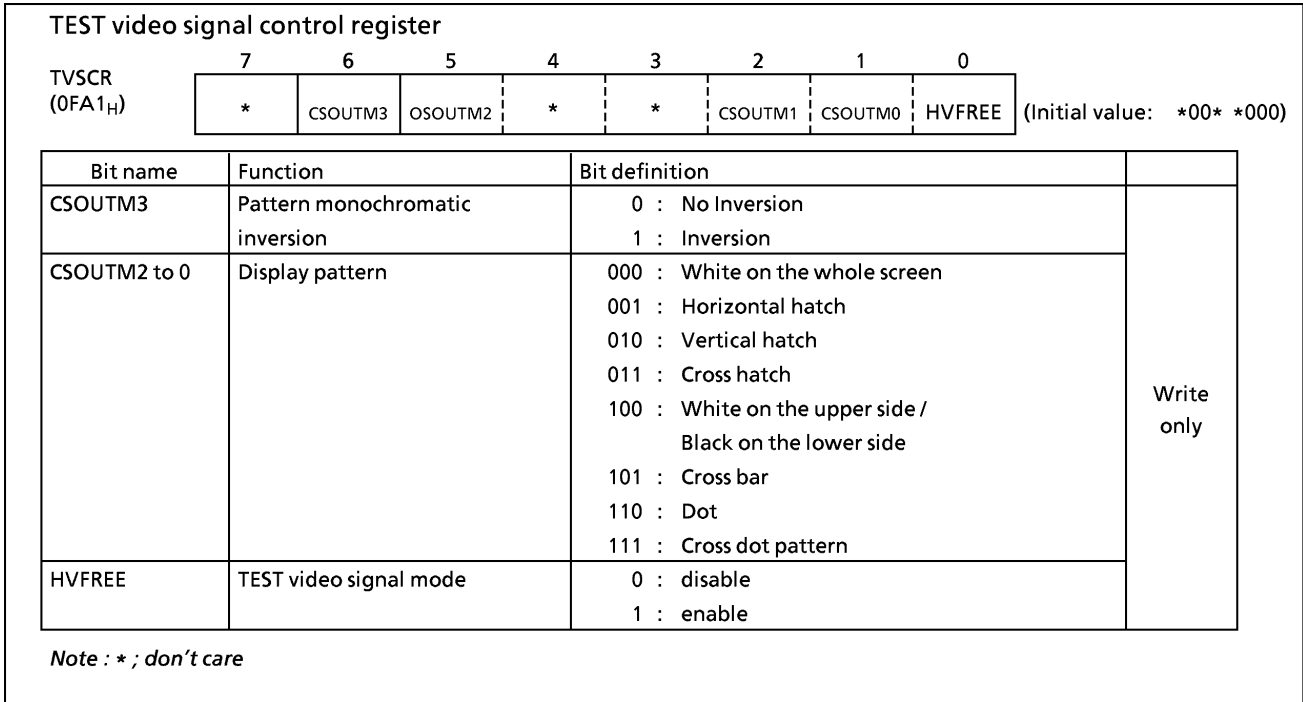 TEST video signal control register
7 6 5 4 3 2 1 0
TVSCR
(0FA1H) * CSOUTM3 OSOUTM2 * * CSOUTM1 CSOUTM0 HVFREE (Initial value: *00* *000)
Bit name Function Bit definition
CSOUTM3 Pattern monochromatic 0 : No Inversion
inversion 1 : Inversion
CSOUTM2 to 0 Display pattern 000 : White on the whole screen
001 : Horizontal hatch
010 : Vertical hatch
011 : Cross hatch
Write
100 : White on the upper side /
only
Black on the lower side
101 : Cross bar
110 : Dot
111 : Cross dot pattern
HVFREE TEST video signal mode 0 : disable
1 : enable
Note : * ; don't care